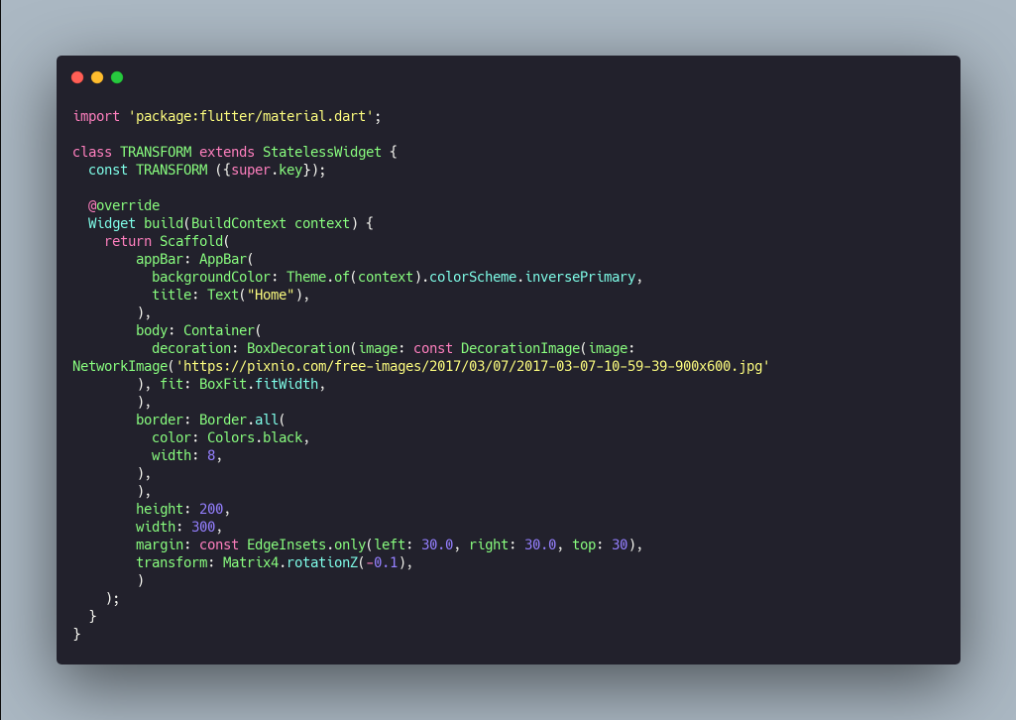 import 'package:flutter/material.dart';

class TRANSFORM extends StatelessWidget {
  const TRANSFORM ({super.key});

  @override
  Widget build(BuildContext context) {
    return Scaffold(
        appBar: AppBar(
          backgroundColor: Theme.of(context).colorScheme.inversePrimary,
          title: Text("Home"),
        ),
        body: Container(
          decoration: BoxDecoration(image: const DecorationImage(image:
NetworkImage('https://pixnio.com/free-images/2017/03/07/2017-03-07-10-59-39-900x600.jpg'
        ), fit: BoxFit.fitWidth,
        ),
        border: Border.all(
          color: Colors.black,
          width: 8,
        ),
        ),
        height: 200,
        width: 300,
        margin: const EdgeInsets.only(left: 30.0, right: 30.0, top: 30),
        transform: Matrix4.rotationZ(-0.1),
        )
    );
  }
}